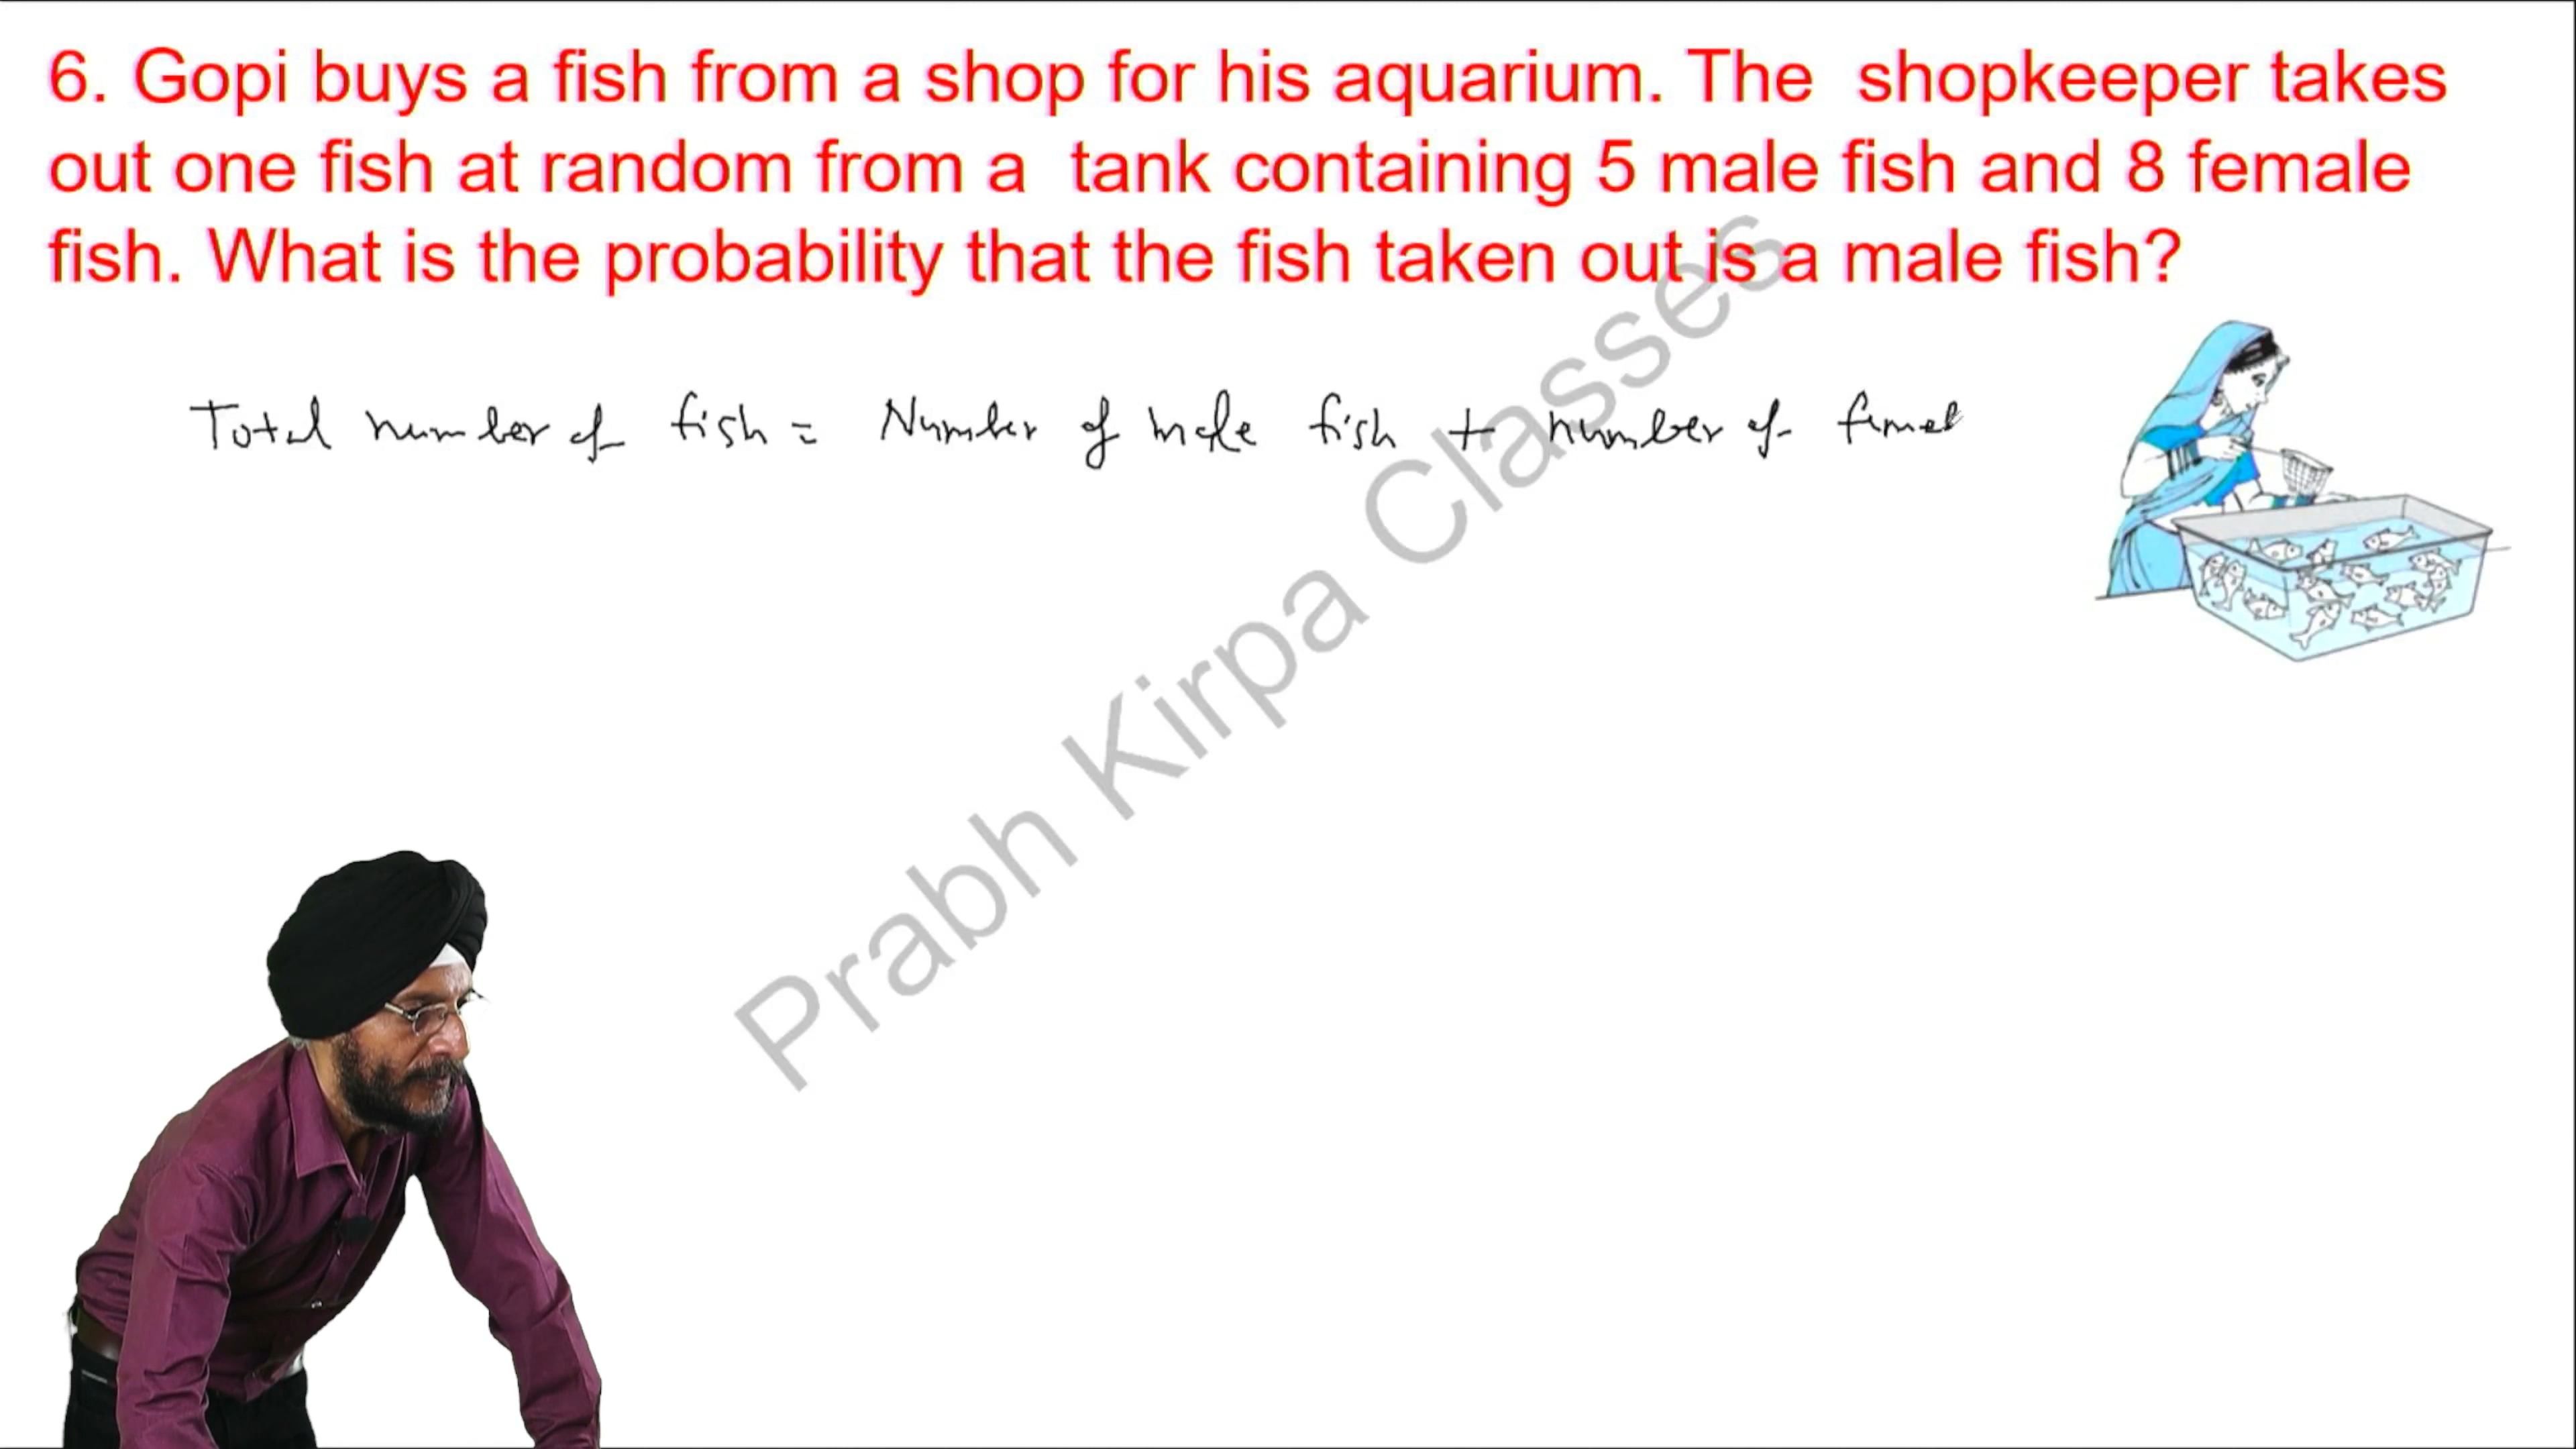 6. Gopi buys a fish from a shop for his aquarium. The shopkeeper takes
out one fish at random from a tank containing 5 male fish and 8 female
fish. What is the probability that the fish taken out is a male fish?
Total number of fish = Number of male fish + number of femal
Prabh Kirpa Classes